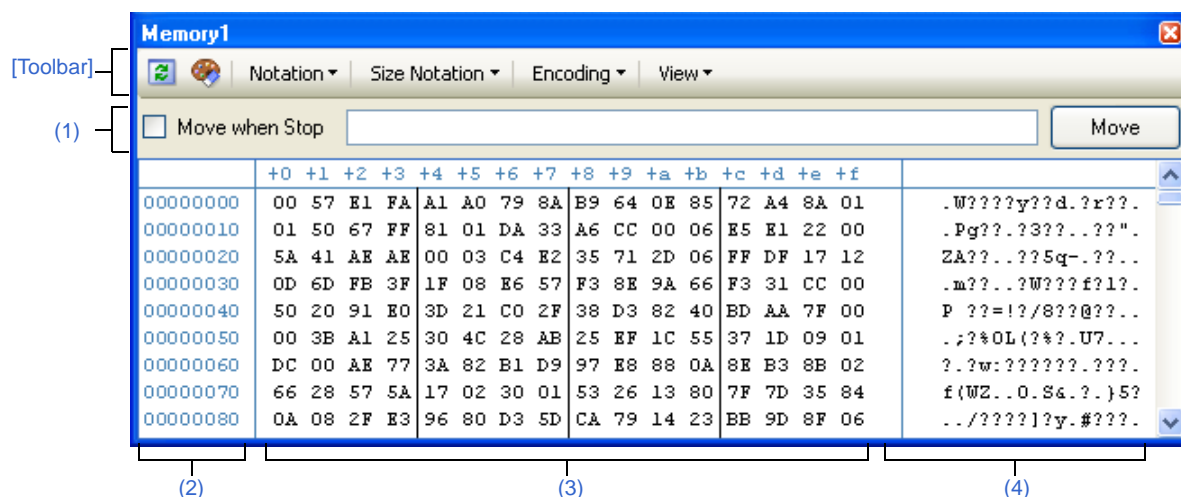 Memory1
[Toolbar]
Notation Size Notation Encoding View
(1)
Move when Stop Move
+0 +1 +2 +3 +4 +5 +6 +7 +8 +9 +a +b +c +d +e +f
00000000 00 57 E1 FA A1 A0 79 8A B9 64 0E 85 72 A4 8A 01 .W????y??d.?r??.
00000010 01 50 67 FF 81 01 DA 33 A6 CC 00 06 E5 E1 22 00 .Pg??.?3??..??".
00000020 5A 41 AE AE 00 03 C4 E2 35 71 2D 06 FF DF 17 12 ZA??..??5q-.??..
00000030 0D 6D FB 3F 1F 08 E6 57 F3 8E 9A 66 F3 31 CC 00 .m??..?W???f?1?.
00000040 50 20 91 E0 3D 21 C0 2F 38 D3 82 40 BD AA 7F 00 P ??=!?/8??@??..
00000050 00 3B A1 25 30 4C 28 AB 25 EF 1C 55 37 1D 09 01 .;?%0L(?%?.U7...
00000060 DC 00 AE 77 3A 82 B1 D9 97 E8 88 0A 8E B3 8B 02 ?.?w:??????.???.
00000070 66 28 57 5A 17 02 30 01 53 26 13 80 7F 7D 35 84 f(WZ..0.S&.?.}5?
00000080 0A 08 2F E3 96 80 D3 5D CA 79 14 23 BB 9D 8F 06 ../????]?y.#???.
(2) (3) (4)